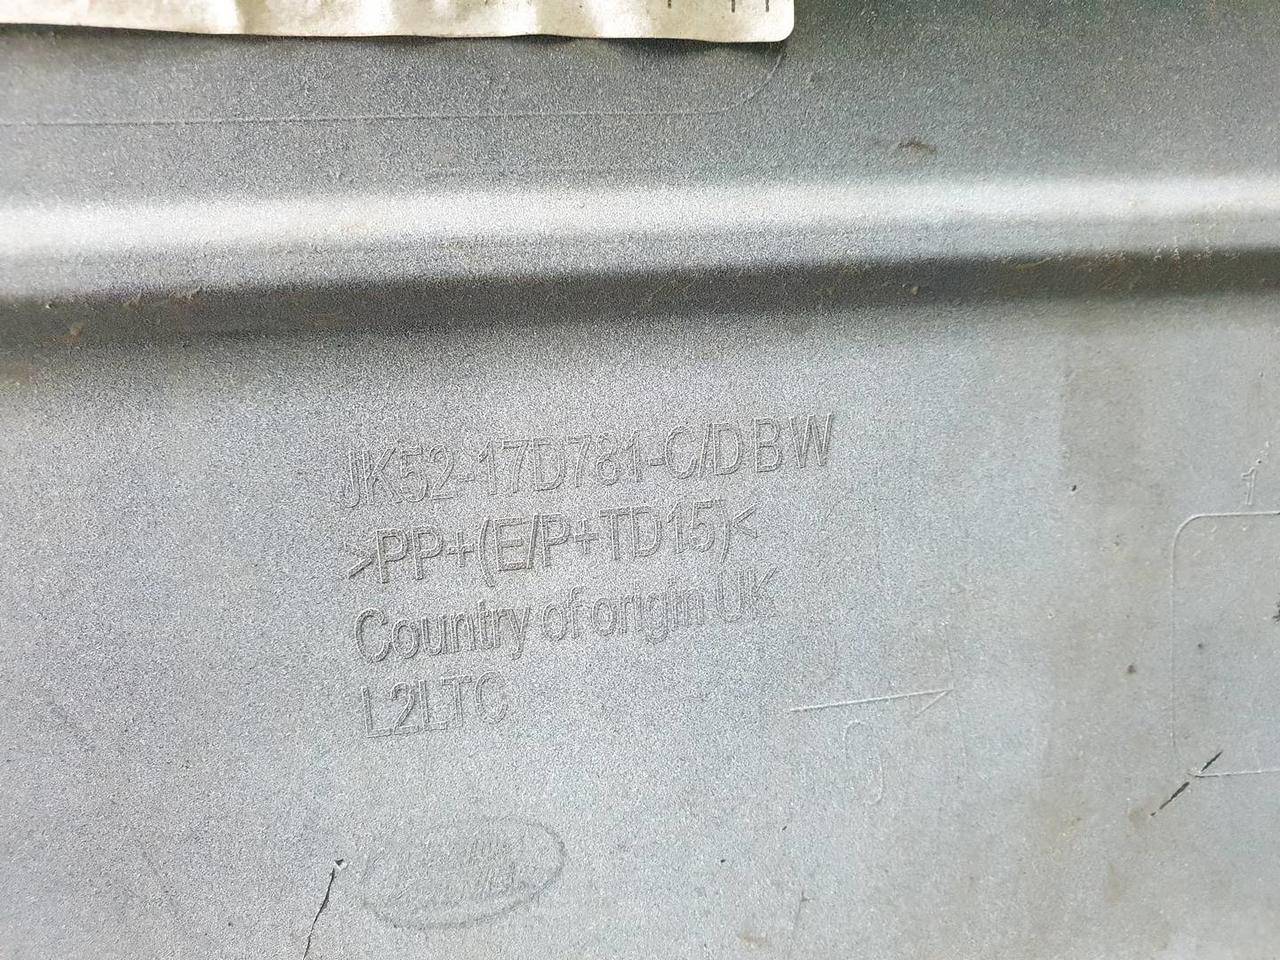 JK52-17D781-C/DBW
>PP+(E/P+TD15)<
Country of origin UK
L2LTC
1